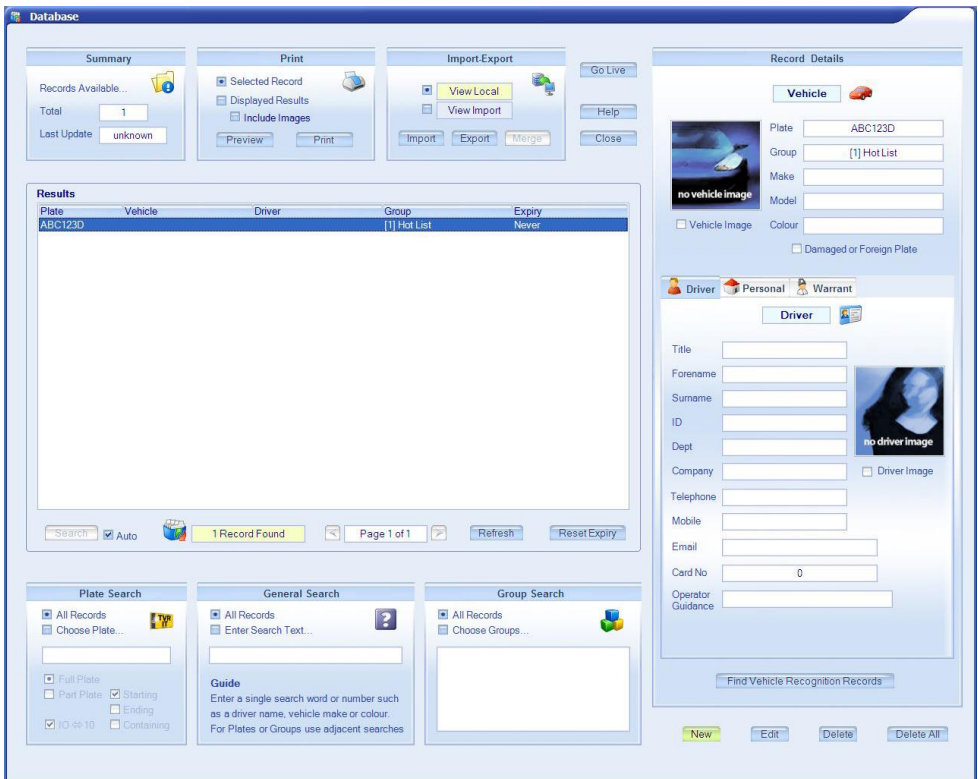 Database
Summary
Records Available...
Total 1
Last Update unknown
Print
Selected Record
Displayed Results
Include Images
Preview Print
Import-Export
View Local
View Import
Import Export Merge
Go Live
Help
Close
Results
Plate Vehicle Driver Group Expiry
ABC123D [1] Hot List Never
Search Auto 1 Record Found < Page 1 of 1 > Refresh Reset Expiry
Plate Search
All Records
Choose Plate...
TVR
IT
Full Plate
Part Plate Starting
Ending
IO⇔10 Containing
General Search
All Records
Enter Search Text...
?
Guide
Enter a single search word or number such
as a driver name, vehicle make or colour.
For Plates or Groups use adjacent searches
Group Search
All Records
Choose Groups...
Record Details
Vehicle
no vehicle image
Vehicle Image
Plate ABC123D
Group [1] Hot List
Make
Model
Colour
Damaged or Foreign Plate
Driver Personal Warrant
Driver
Title
Forename
Surname
ID
Dept
Company
Telephone
Mobile
Email
Card No 0
Operator
Guidance
no driver image
Driver Image
Find Vehicle Recognition Records
New Edit Delete Delete All